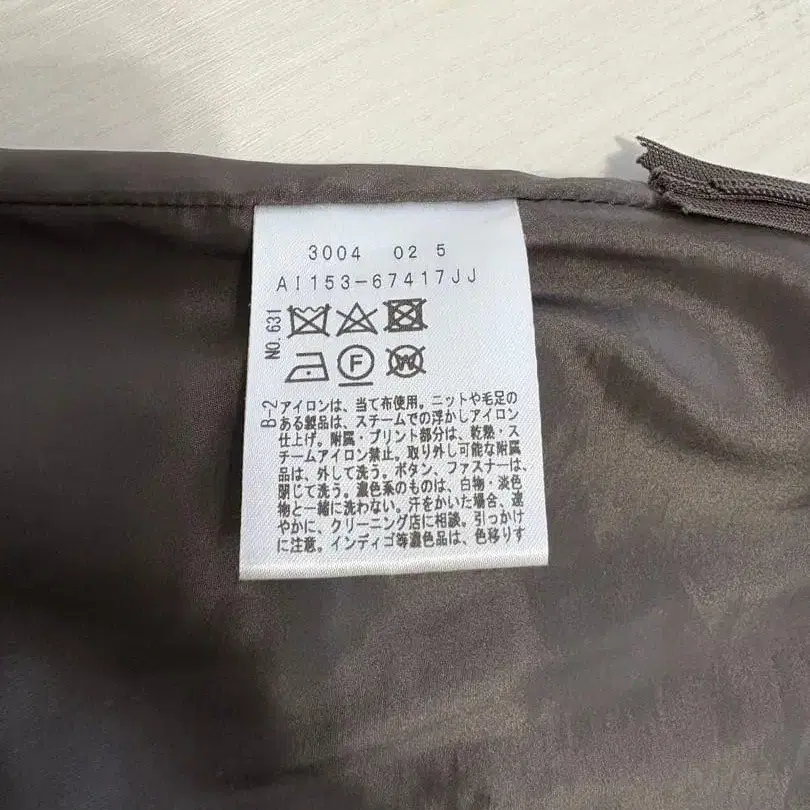 3004 02 5
AI153-67417JJ
NO. 631
F
W
B-2
アイロンは、当て布使用。ニットや毛足の
ある製品は、スチームでの浮かしアイロン
仕上げ。附属・プリント部分は、乾熱・ス
チームアイロン禁止。取り外し可能な附属
品は、外して洗う。ボタン、ファスナーは、
閉じて洗う。濃色系のものは、白物・淡色
物と一緒に洗わない。汗をかいた場合、速
やかに、クリーニング店に相談。引っかけ
に注意。インディゴ等濃色品は、色移りす